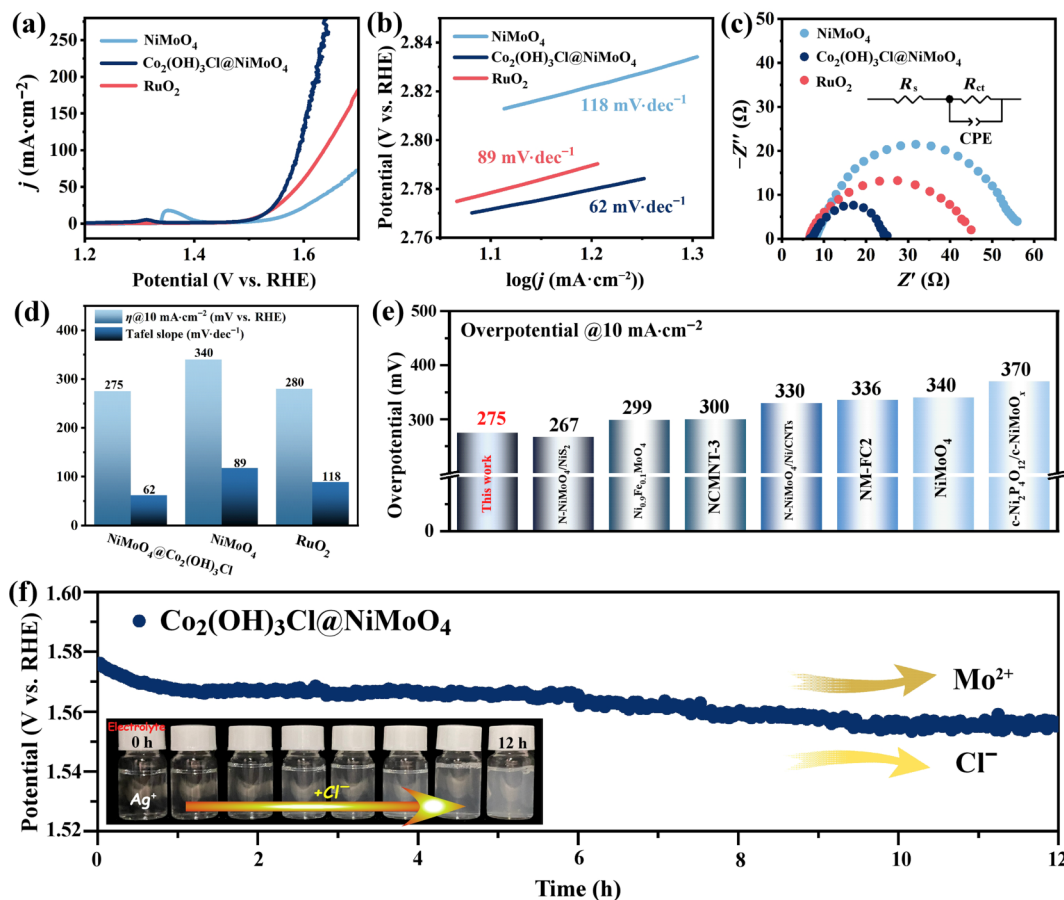 (a)
NiMoO₄
Co₂(OH)₃Cl@NiMoO₄
RuO₂
j (mA·cm⁻²)
250
200
150
100
50
0
1.2
1.4
1.6
Potential (V vs. RHE)
(b)
NiMoO₄
Co₂(OH)₃Cl@NiMoO₄
RuO₂
118 mV·dec⁻¹
89 mV·dec⁻¹
62 mV·dec⁻¹
Potential (V vs. RHE)
2.84
2.82
2.80
2.78
2.76
1.1
1.2
1.3
log(j (mA·cm⁻²))
(c)
NiMoO₄
Co₂(OH)₃Cl@NiMoO₄
RuO₂
Rs
Rct
CPE
−Z″ (Ω)
−50
−40
−30
20
10
0
0
10
20
30
40
50
60
70
Z′ (Ω)
(d)
η@10 mA·cm⁻² (mV vs. RHE)
Tafel slope (mV·dec⁻¹)
400
300
200
100
0
275
62
340
89
280
118
NiMoO₄@Co₂(OH)₃Cl
NiMoO₄
RuO₂
(e)
Overpotential @10 mA·cm⁻²
Overpotential (mV)
500
400
300
0
275
267
299
300
330
336
340
370
This work
N-NiMoO₄/NiS₂
Ni₀.₉Fe₀.₁MoO₄
NCMNT-3
N-NiMoO₄/Ni/CNTs
NM-FC2
NiMoO₄
c-Ni₂P₄O₁₂/c-NiMoOₓ
(f)
Co₂(OH)₃Cl@NiMoO₄
Potential (V vs. RHE)
1.60
1.58
1.56
1.54
1.52
Mo²⁺
Cl⁻
Electrolyte
0 h
12 h
Ag⁺
+Cl⁻
0
2
4
6
8
10
12
Time (h)